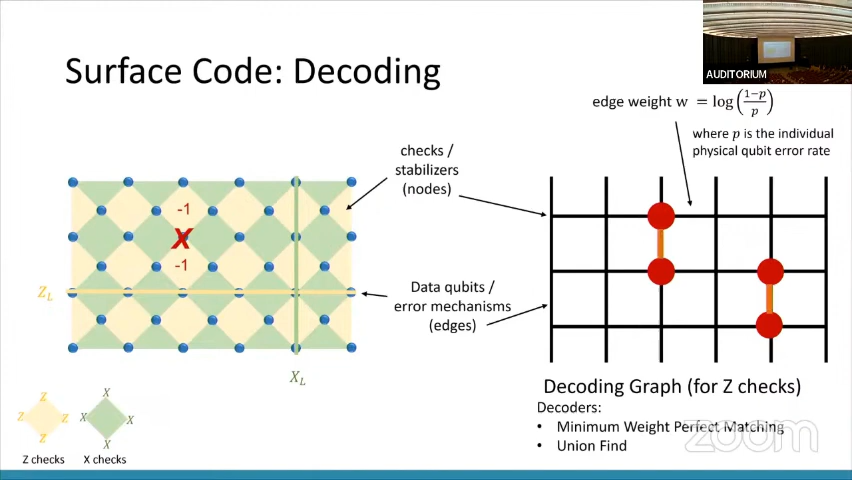 AUDITORIUM
Surface Code: Decoding
edge weight w = log((1−p)/p)
where p is the individual
physical qubit error rate
checks /
stabilizers
(nodes)
-1
X
-1
Z_L
Data qubits /
error mechanisms
(edges)
X_L
Z
Z Z
Z
Z checks
X
X X
X
X checks
Decoding Graph (for Z checks)
Decoders:
• Minimum Weight Perfect Matching
• Union Find
zoom